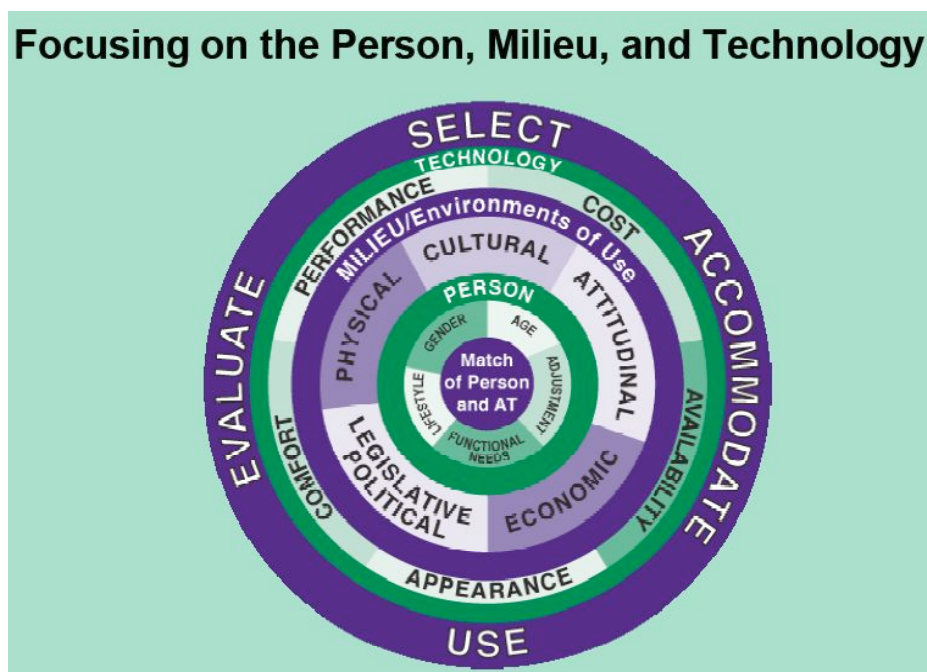 Focusing on the Person, Milieu, and Technology
SELECT
ACCOMMODATE
USE
EVALUATE
TECHNOLOGY
PERFORMANCE
COST
AVAILABILITY
APPEARANCE
COMFORT
MILIEU/Environments of Use
PHYSICAL
CULTURAL
ATTITUDINAL
ECONOMIC
LEGISLATIVE
POLITICAL
PERSON
GENDER
AGE
ADJUSTMENT
FUNCTIONAL
NEEDS
LIFESTYLE
Match
of Person
and AT